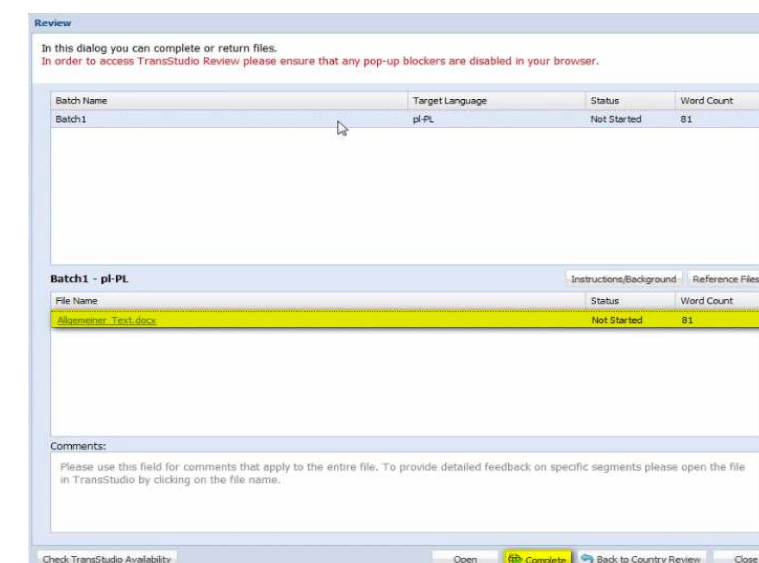 Review
In this dialog you can complete or return files.
In order to access TransStudio Review please ensure that any pop-up blockers are disabled in your browser.
Batch Name Target Language Status Word Count
Batch1 pl-PL Not Started 81
Batch1 - pl-PL Instructions/Background Reference Files
File Name Status Word Count
Allgemeiner_Text.docx Not Started 81
Comments:
Please use this field for comments that apply to the entire file. To provide detailed feedback on specific segments please open the file
in TransStudio by clicking on the file name.
Check TransStudio Availability Open Complete Back to Country Review Close